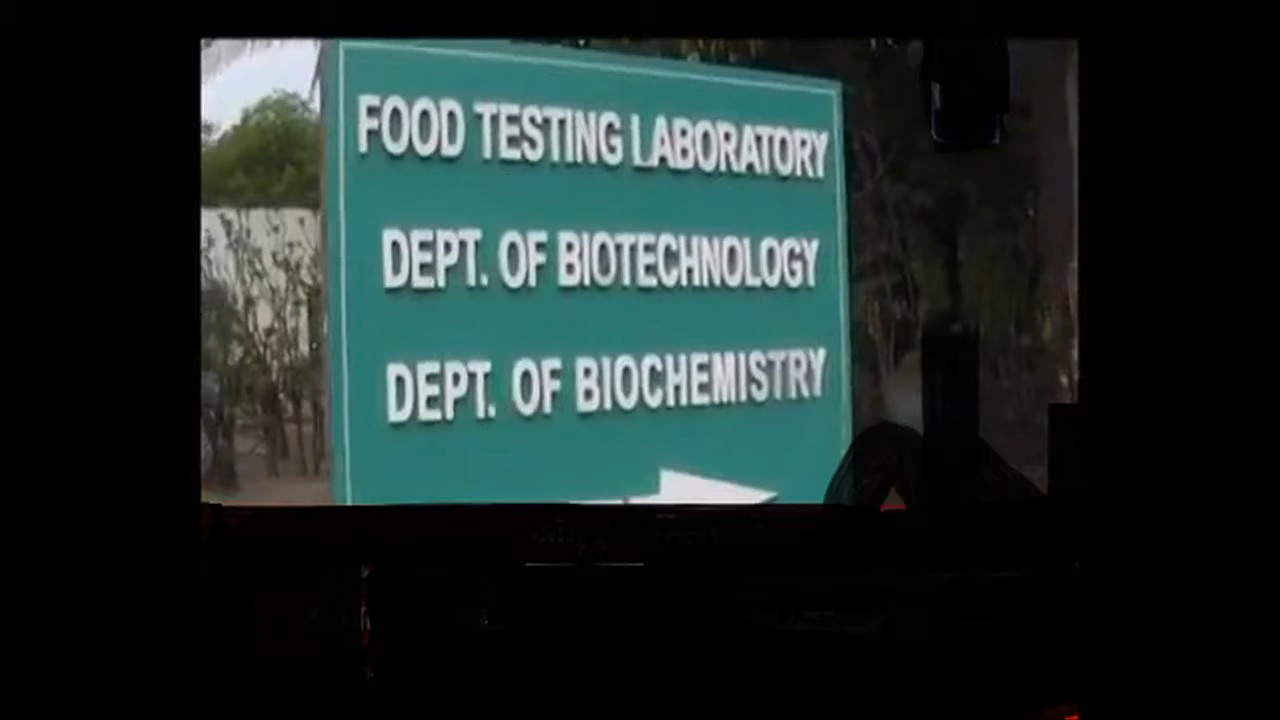 FOOD TESTING LABORATORY
DEPT. OF BIOTECHNOLOGY
DEPT. OF BIOCHEMISTRY